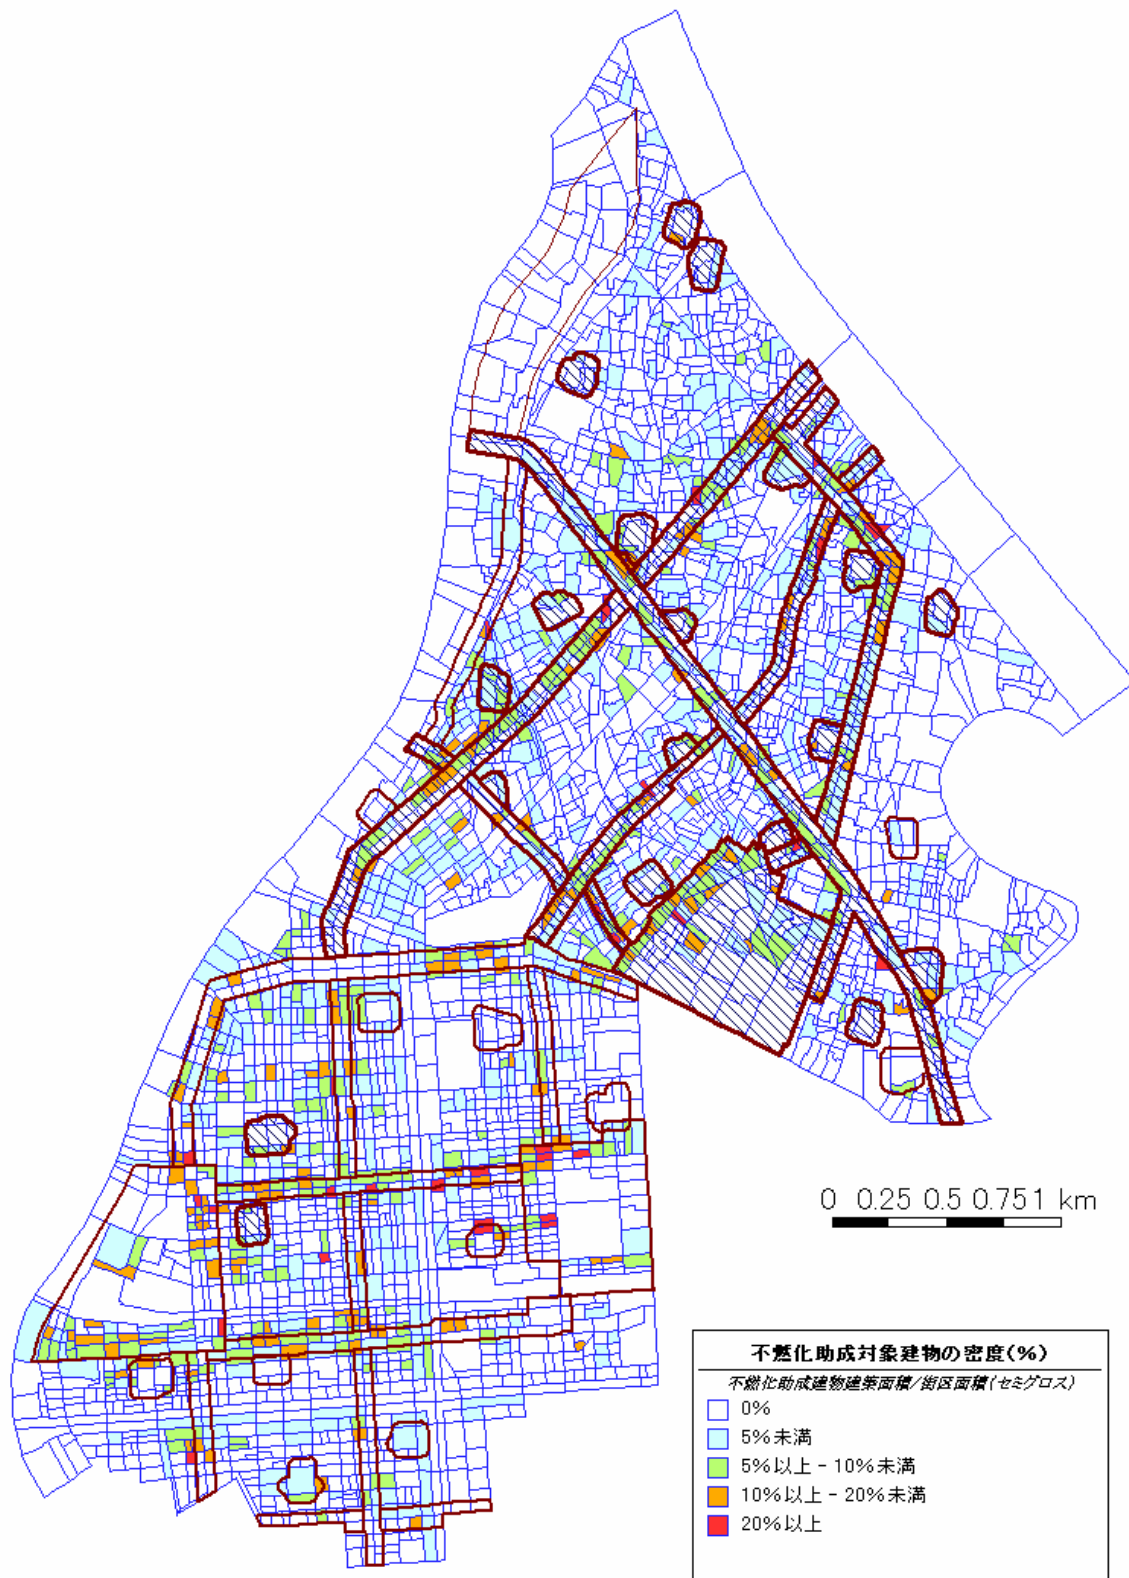 0 0.25 0.5 0.75 1 km
不燃化助成対象建物の密度(%)
不燃化助成建物建築面積/街区面積(セミグロス)
0%
5%未満
5%以上 - 10%未満
10%以上 - 20%未満
20%以上